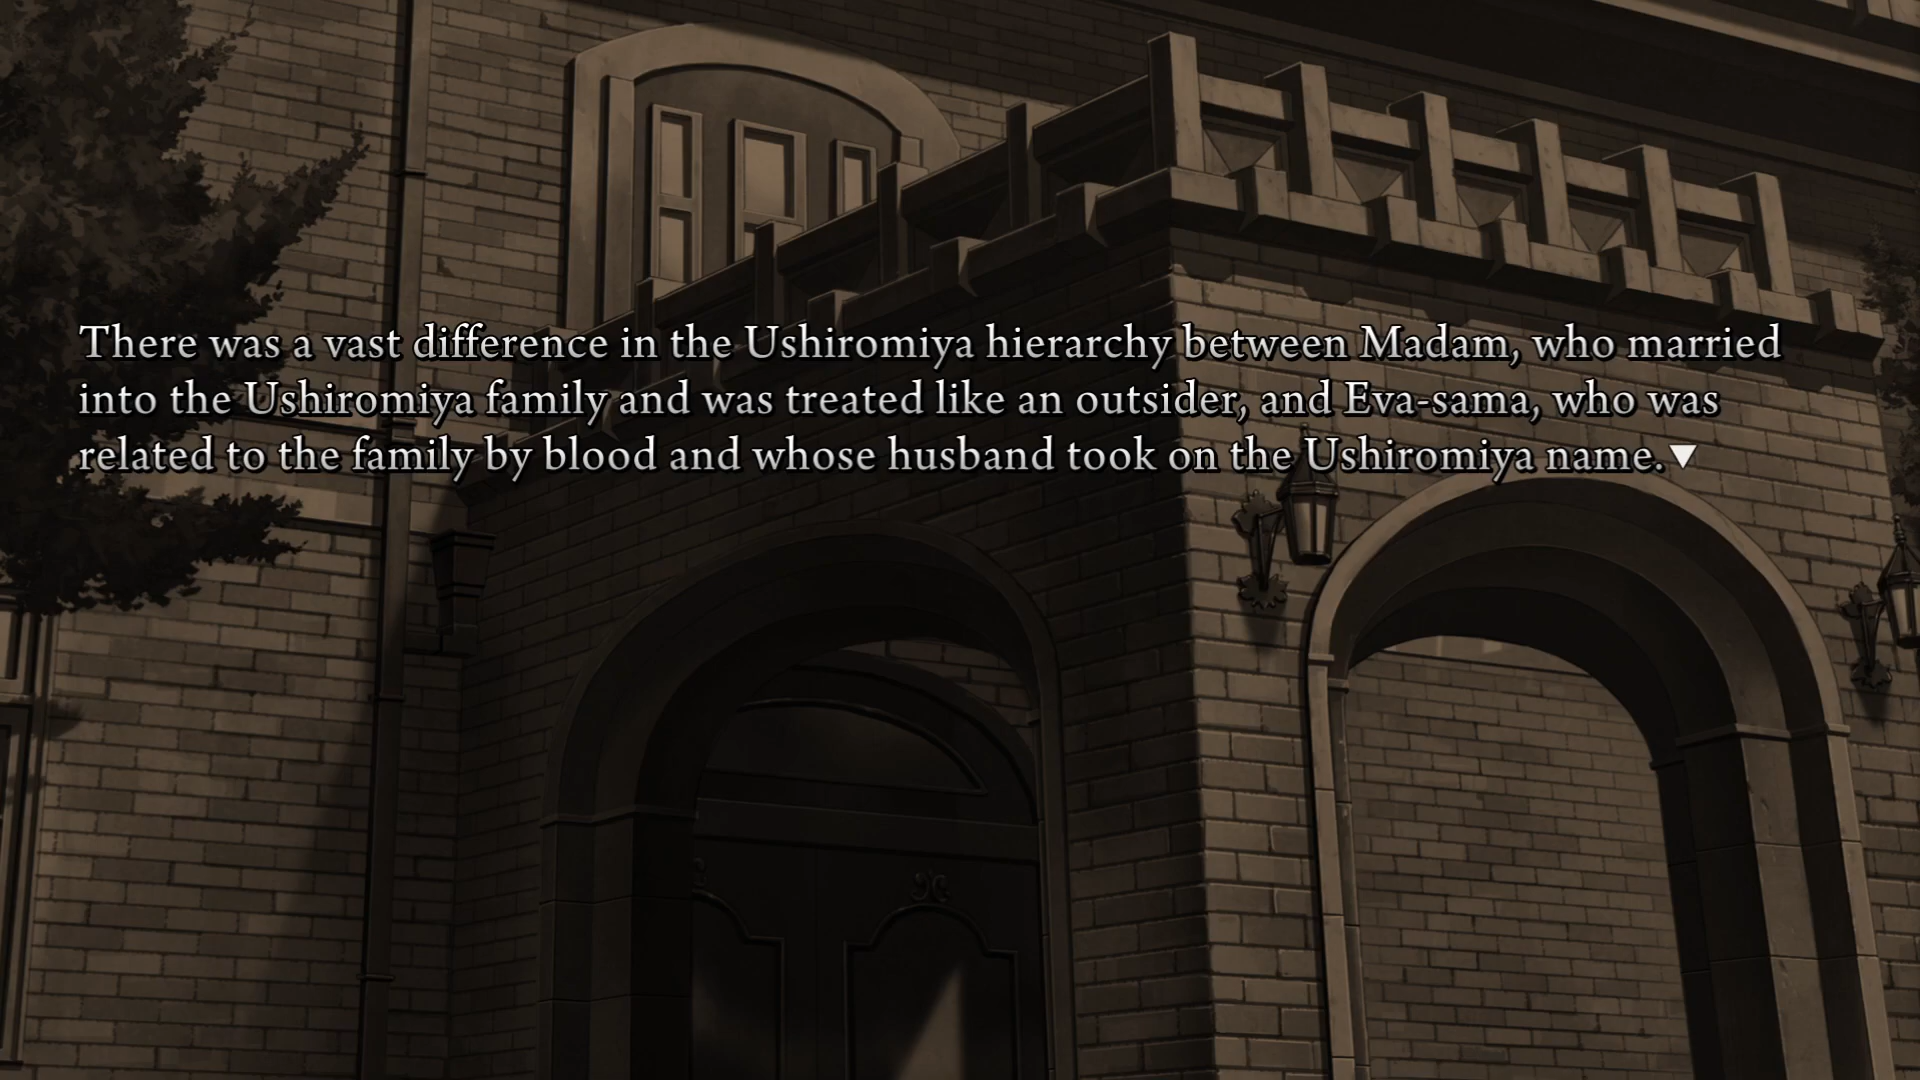 There was a vast difference in the Ushiromiya hierarchy between Madam, who married
into the Ushiromiya family and was treated like an outsider, and Eva-sama, who was
related to the family by blood and whose husband took on the Ushiromiya name.